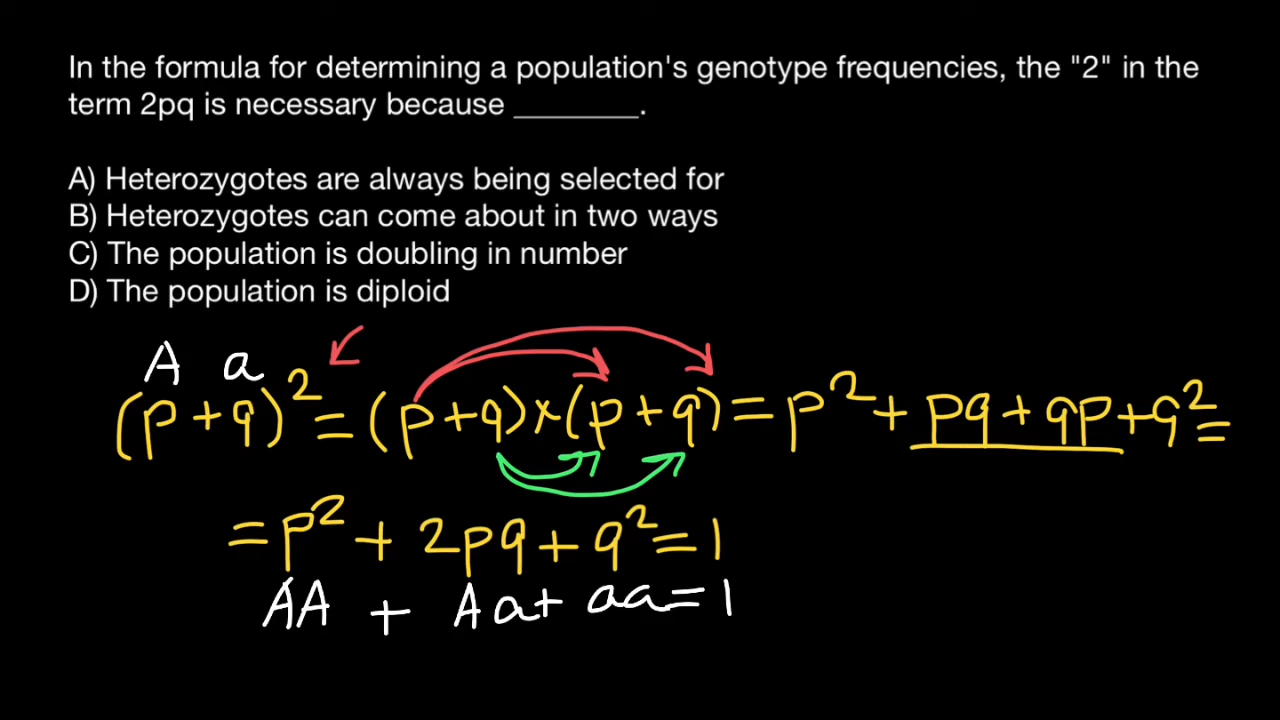 In the formula for determining a population's genotype frequencies, the "2" in the
term 2pq is necessary because ________.
A) Heterozygotes are always being selected for
B) Heterozygotes can come about in two ways
C) The population is doubling in number
D) The population is diploid
A a
(p+q)²=(p+q)×(p+q)=p²+pq+qp+q²=
=p²+2pq+q²=1
AA + Aa+ aa=1